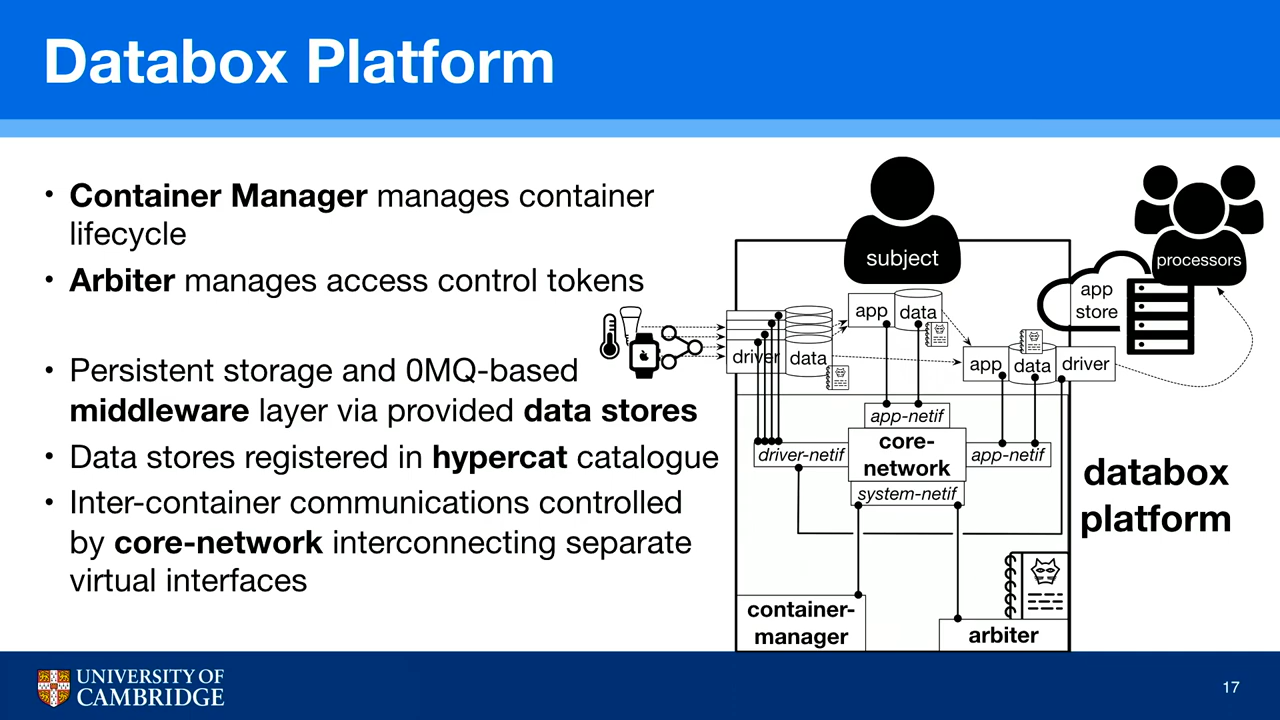 Databox Platform
• Container Manager manages container
lifecycle
• Arbiter manages access control tokens
• Persistent storage and 0MQ-based
middleware layer via provided data stores
• Data stores registered in hypercat catalogue
• Inter-container communications controlled
by core-network interconnecting separate
virtual interfaces
subject
processors
app
store
app
data
driver
data
app
data
driver
app-netif
core-
network
driver-netif
app-netif
system-netif
databox
platform
container-
manager
arbiter
UNIVERSITY OF
CAMBRIDGE
17